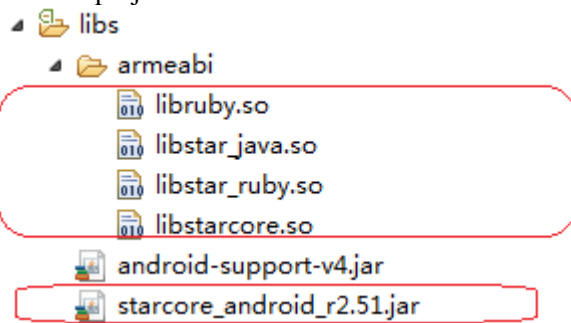 libs
armeabi
libruby.so
libstar_java.so
libstar_ruby.so
libstarcore.so
android-support-v4.jar
starcore_android_r2.51.jar